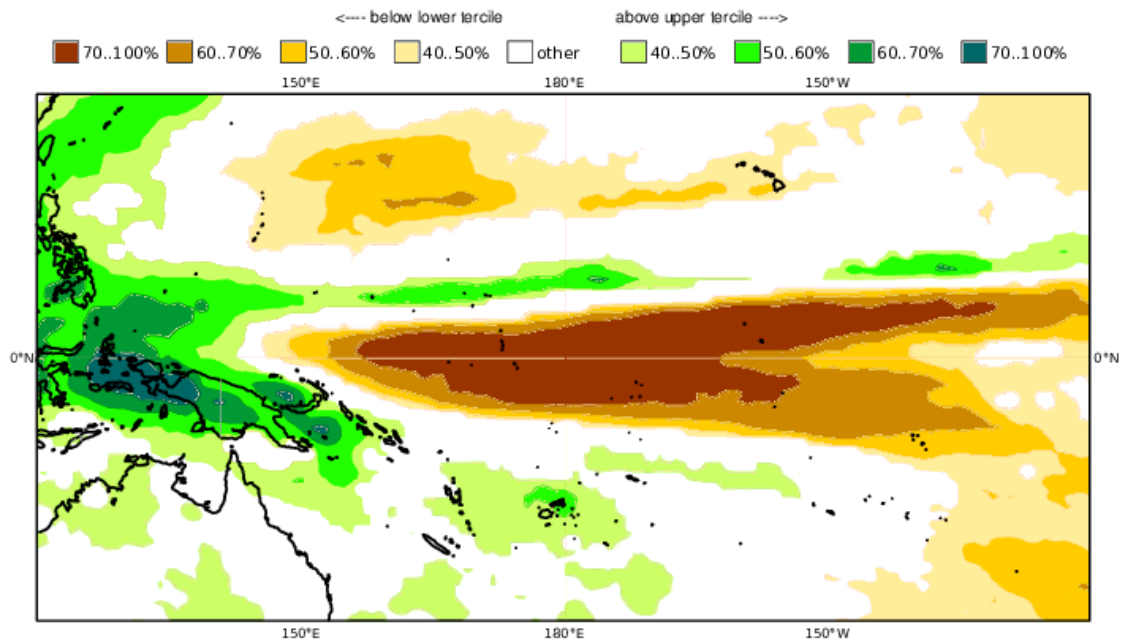 <---- below lower tercile above upper tercile ---->
70..100% 60..70% 50..60% 40..50% other 40..50% 50..60% 60..70% 70..100%
150°E 180°E 150°W
0°N 0°N
150°E 180°E 150°W